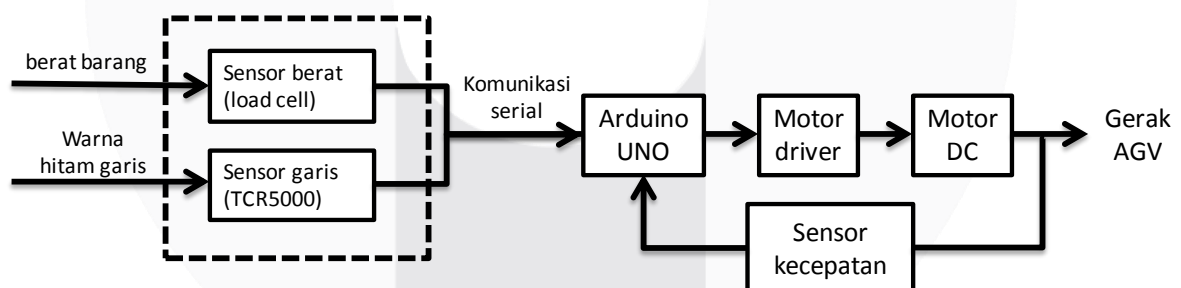 berat barang
Sensor berat
(load cell)
Warna
hitam garis
Sensor garis
(TCR5000)
Komunikasi
serial
Arduino
UNO
Motor
driver
Motor
DC
Gerak
AGV
Sensor
kecepatan